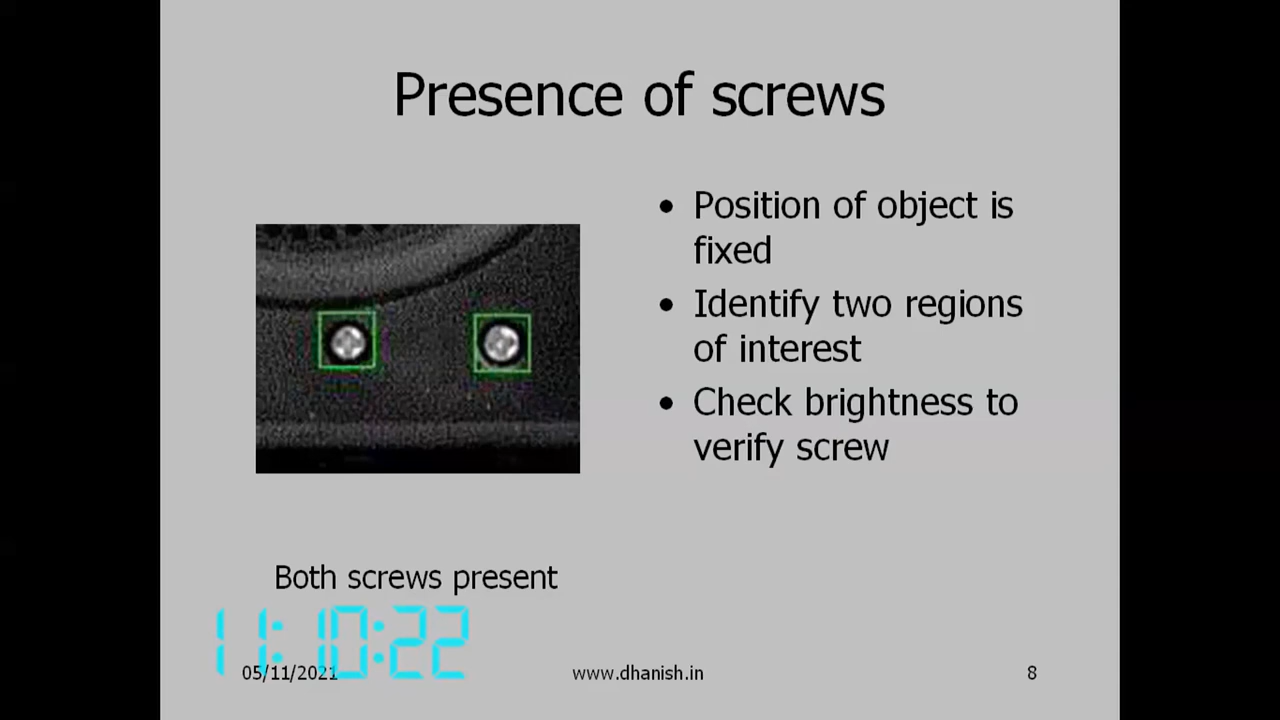 Presence of screws
• Position of object is
fixed
• Identify two regions
of interest
• Check brightness to
verify screw
Both screws present
11:10:22
05/11/2021
www.dhanish.in
8